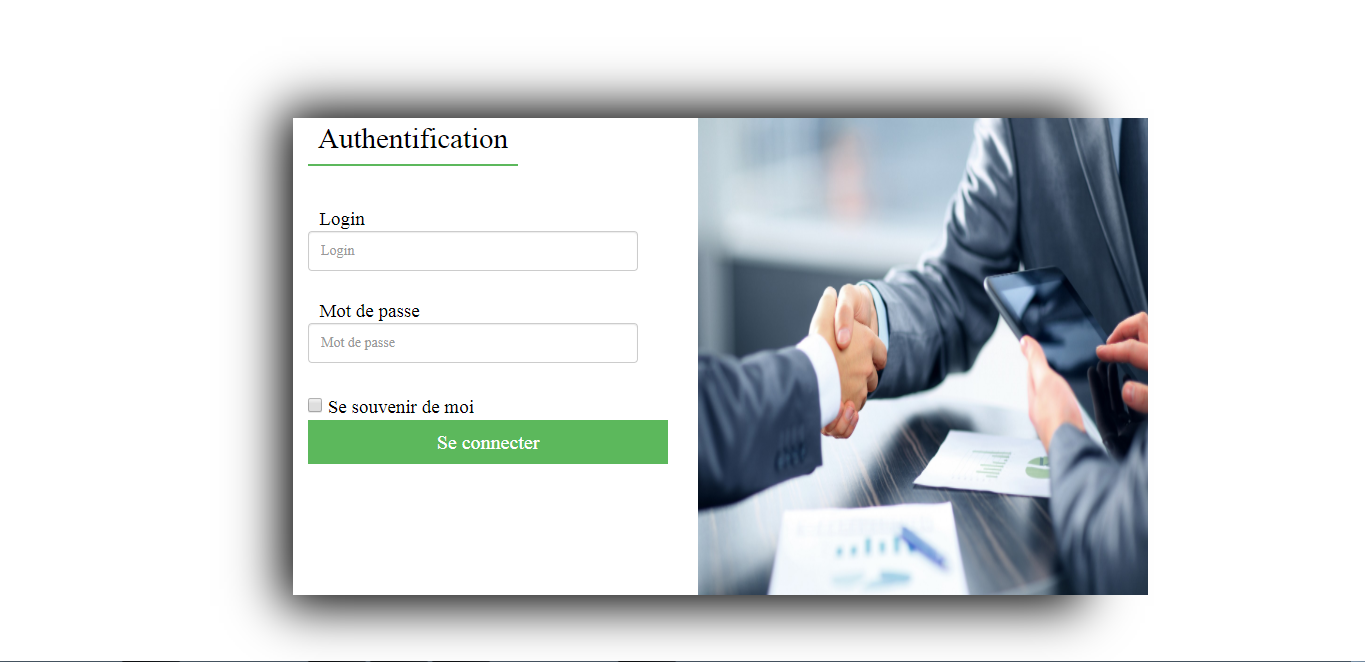 Authentification
Login
Login
Mot de passe
Mot de passe
Se souvenir de moi
Se connecter